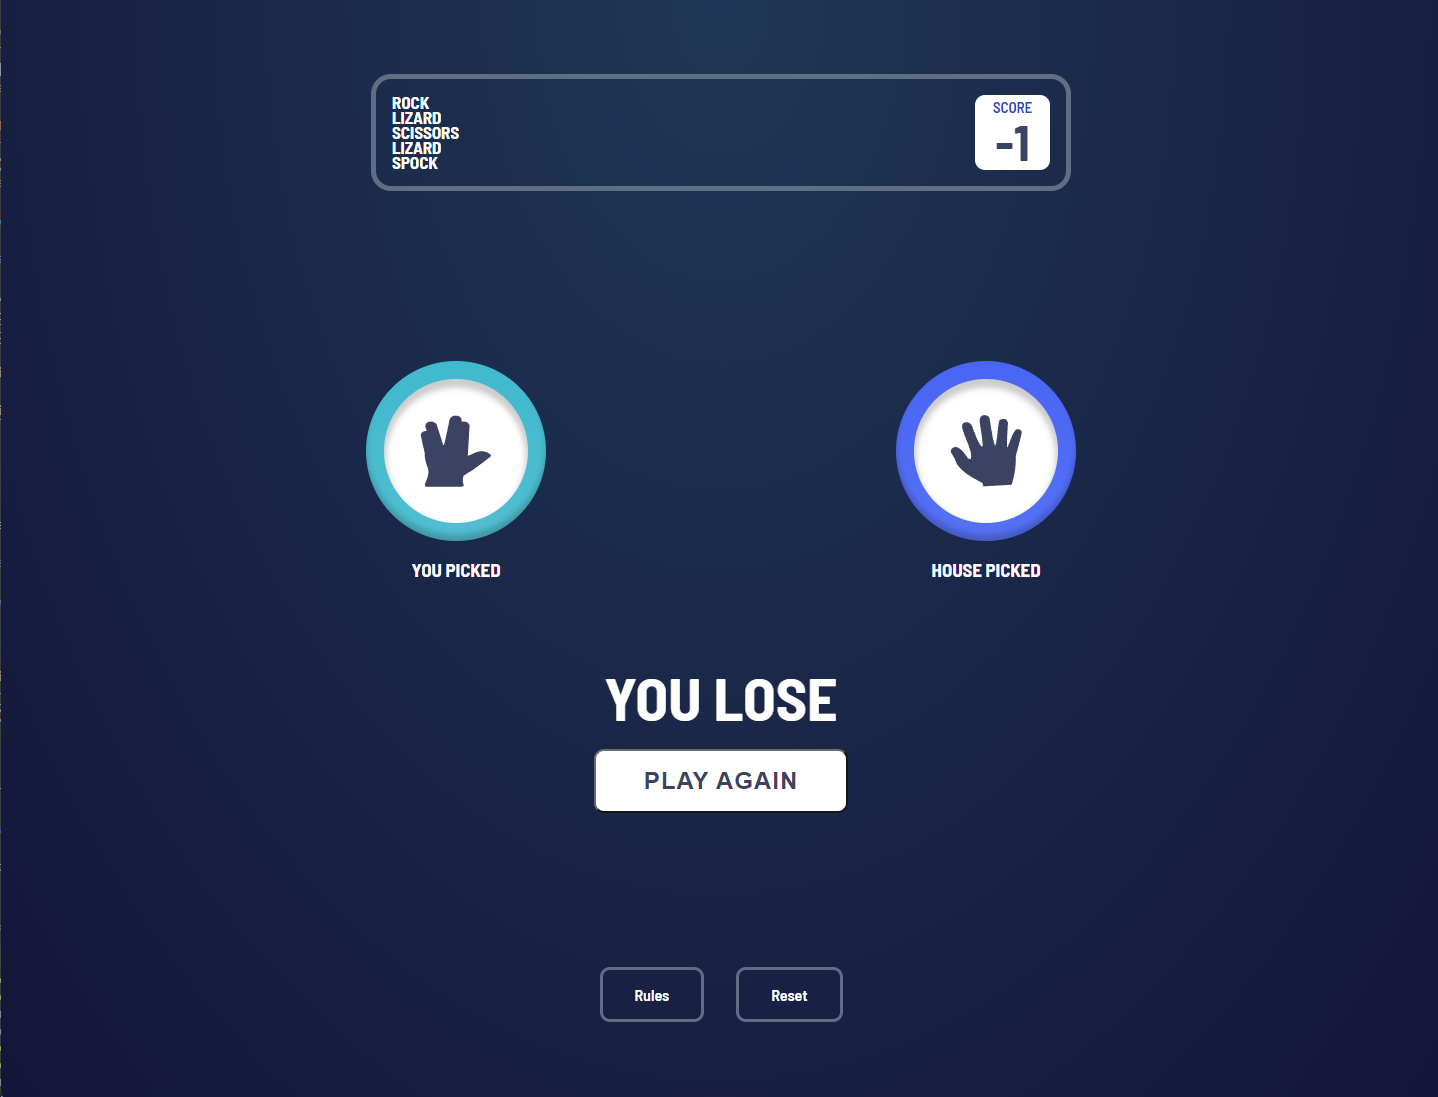 ROCK
LIZARD
SCISSORS
LIZARD
SPOCK
SCORE
-1
YOU PICKED
HOUSE PICKED
YOU LOSE
PLAY AGAIN
Rules
Reset